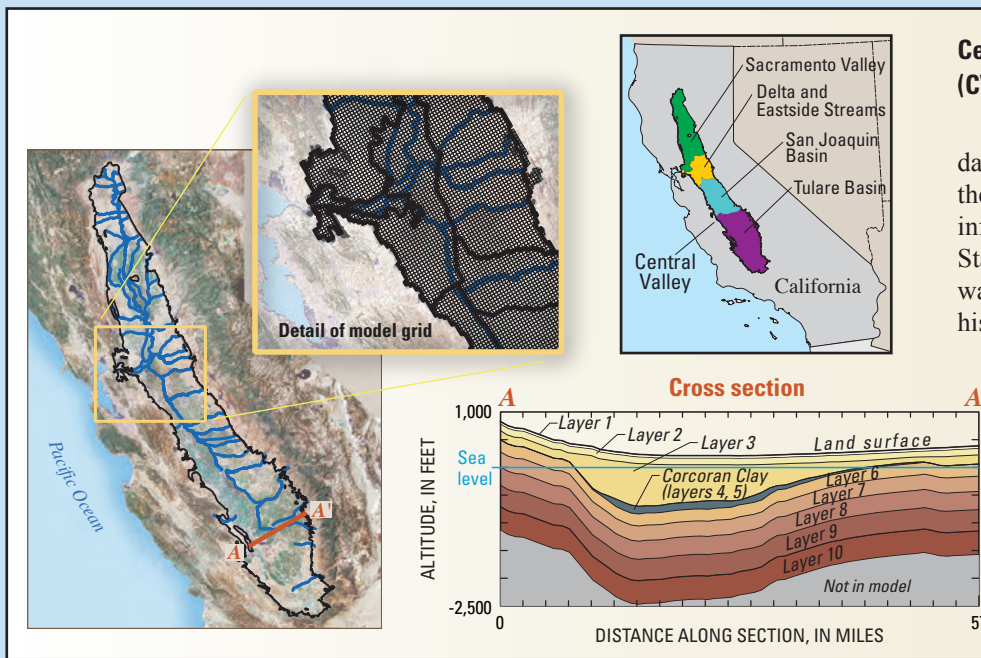 Sacramento Valley
Delta and
Eastside Streams
San Joaquin
Basin
Tulare Basin
Central
Valley
California
Detail of model grid
Pacific Ocean
A
A'
Cross section
A
A
1,000
Sea
level
-2,500
ALTITUDE, IN FEET
Layer 1
Layer 2
Layer 3
Land surface
Corcoran Clay
(layers 4, 5)
Layer 6
Layer 7
Layer 8
Layer 9
Layer 10
Not in model
0
DISTANCE ALONG SECTION, IN MILES
Ce
(C
da
the
inf
Sta
wa
his